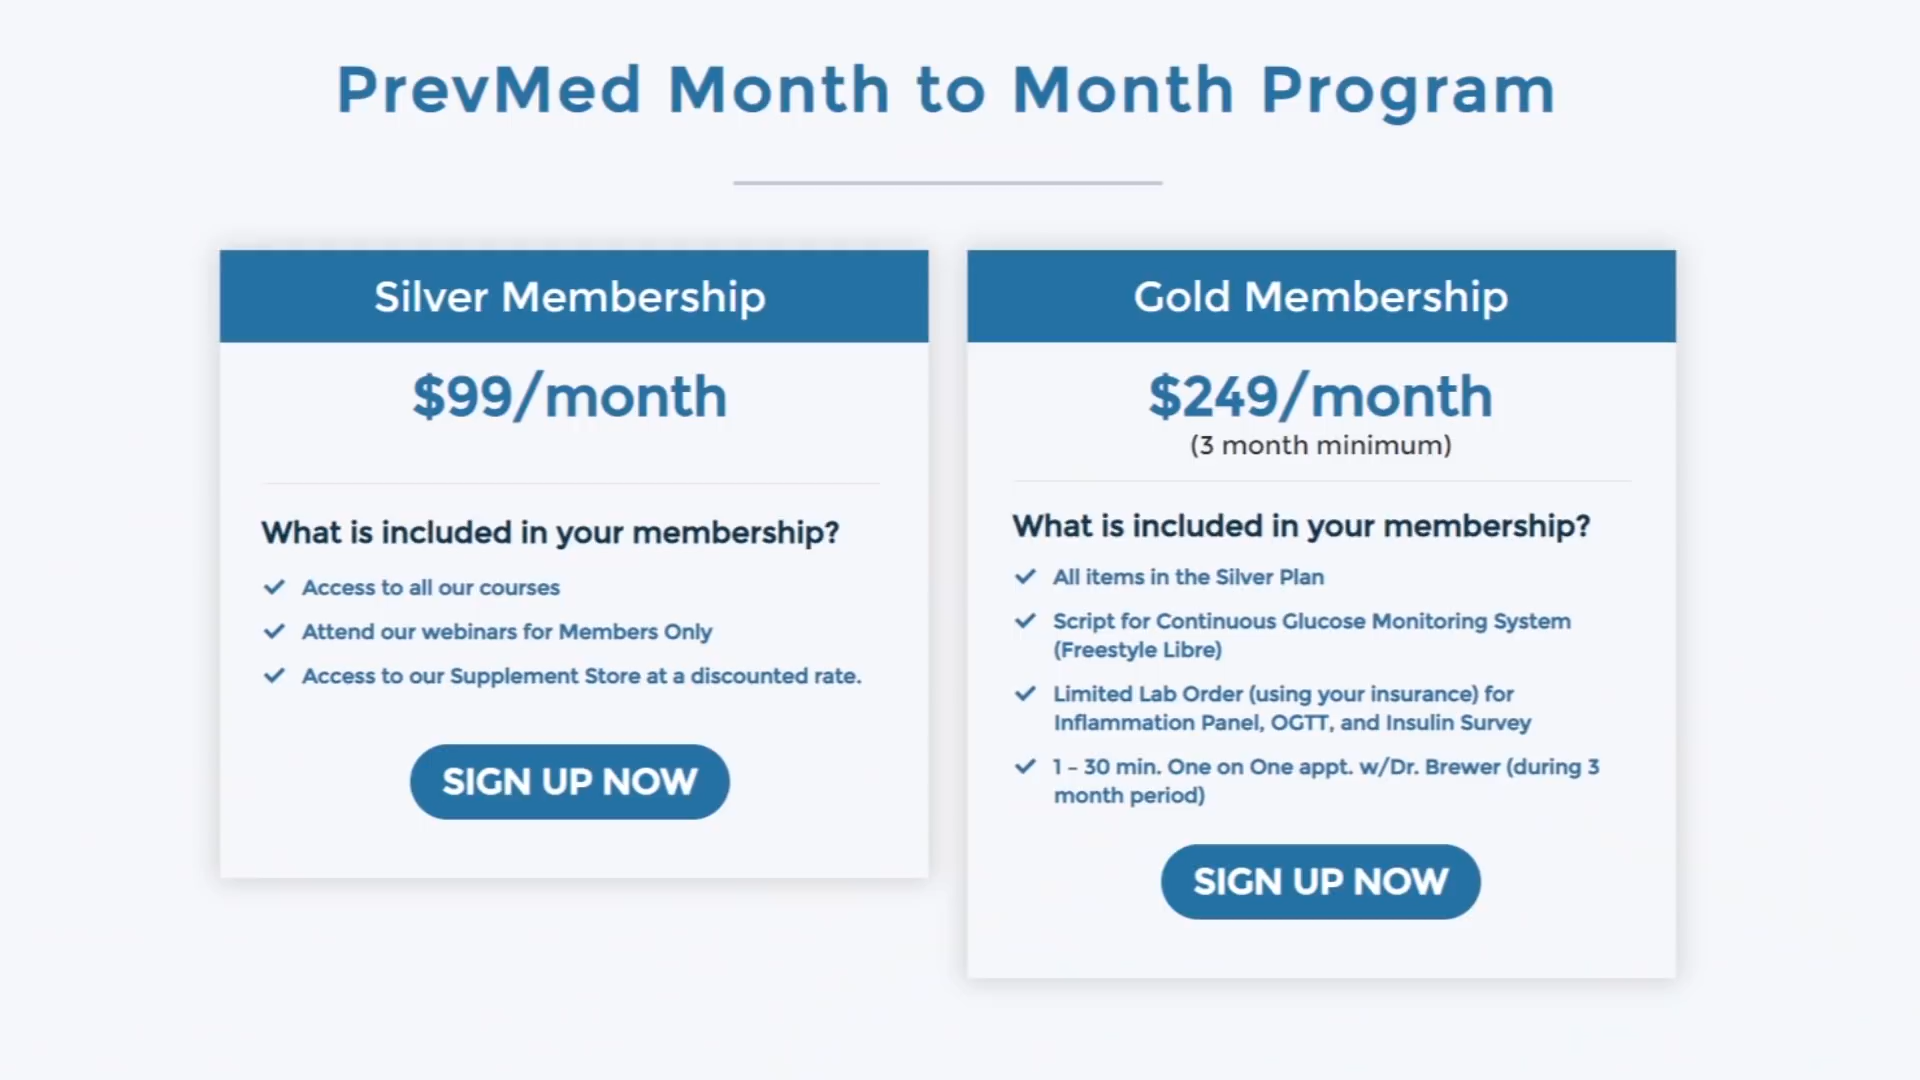 PrevMed Month to Month Program
Silver Membership
$99/month
What is included in your membership?
Access to all our courses
Attend our webinars for Members Only
Access to our Supplement Store at a discounted rate.
SIGN UP NOW
Gold Membership
$249/month
(3 month minimum)
What is included in your membership?
All items in the Silver Plan
Script for Continuous Glucose Monitoring System
(Freestyle Libre)
Limited Lab Order (using your insurance) for
Inflammation Panel, OGTT, and Insulin Survey
1 – 30 min. One on One appt. w/Dr. Brewer (during 3
month period)
SIGN UP NOW